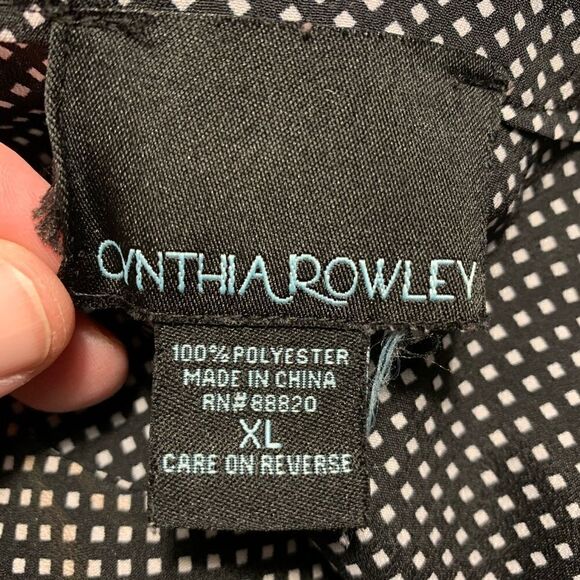 CYNTHIA ROWLEY
100% POLYESTER
MADE IN CHINA
RN#88820
XL
CARE ON REVERSE